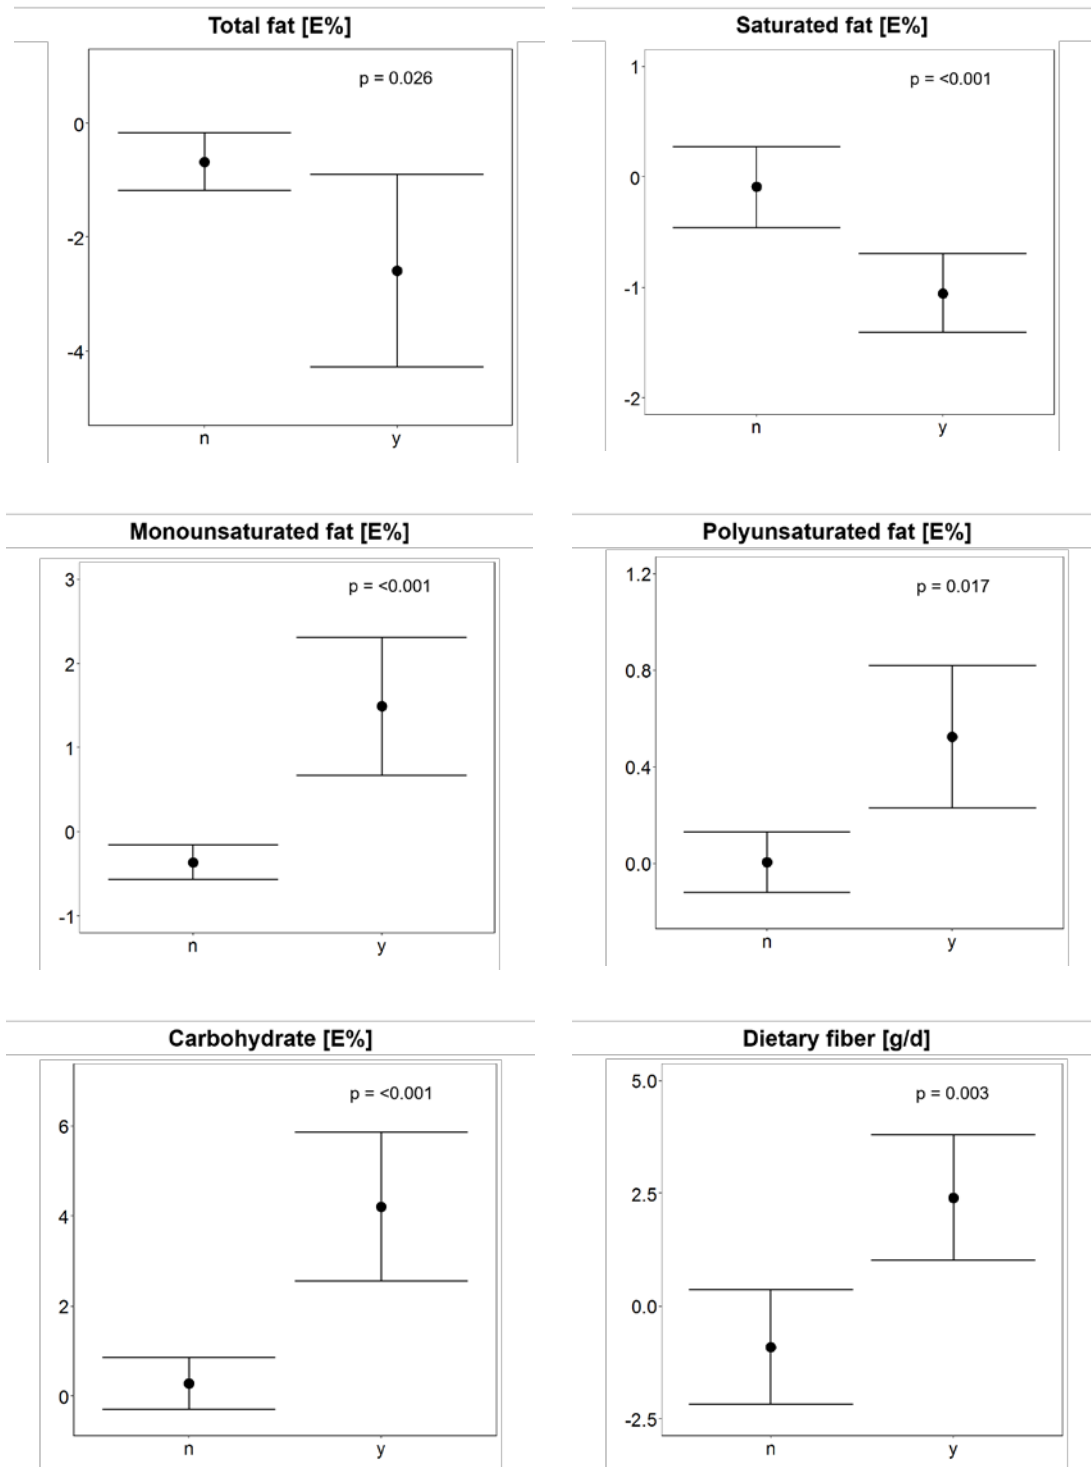 Total fat [E%]
p = 0.026
0
-2
-4
n y
Saturated fat [E%]
p = <0.001
1
0
-1
-2
n y
Monounsaturated fat [E%]
p = <0.001
3
2
1
0
-1
n y
Polyunsaturated fat [E%]
p = 0.017
1.2
0.8
0.4
0.0
n y
Carbohydrate [E%]
p = <0.001
6
4
2
0
n y
Dietary fiber [g/d]
p = 0.003
5.0
2.5
0.0
-2.5
n y